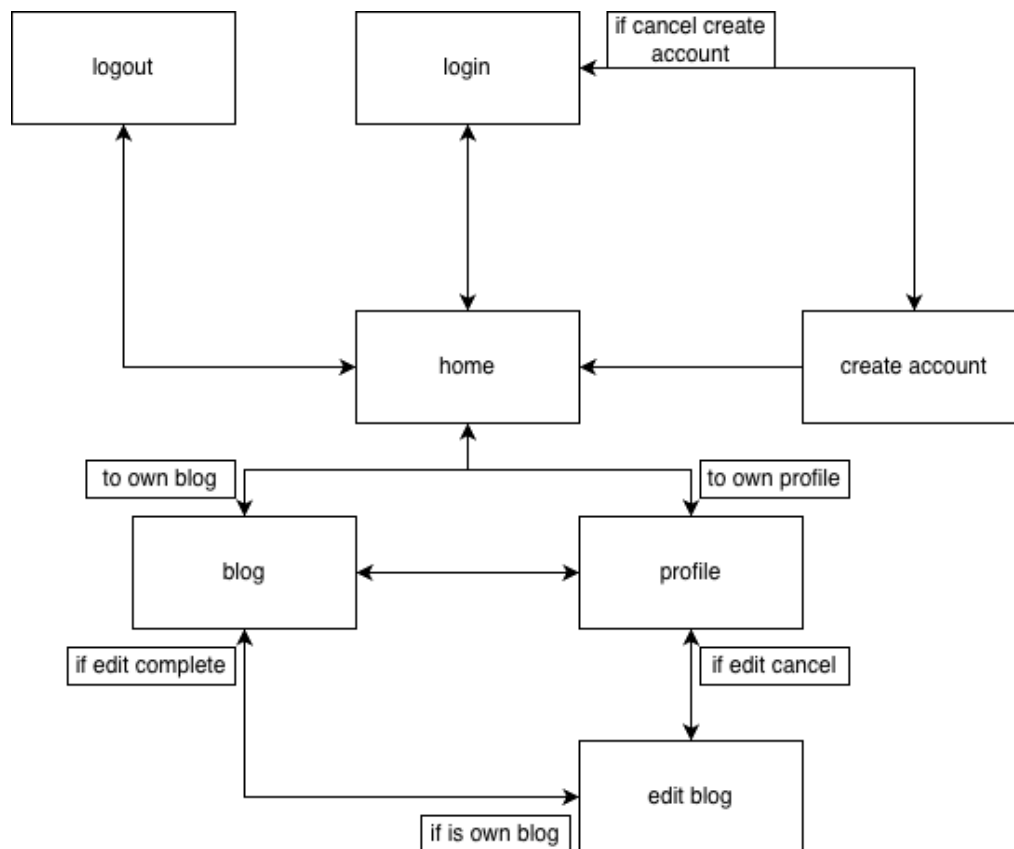 logout
login
if cancel create
account
home
create account
to own blog
to own profile
blog
profile
if edit complete
if edit cancel
edit blog
if is own blog